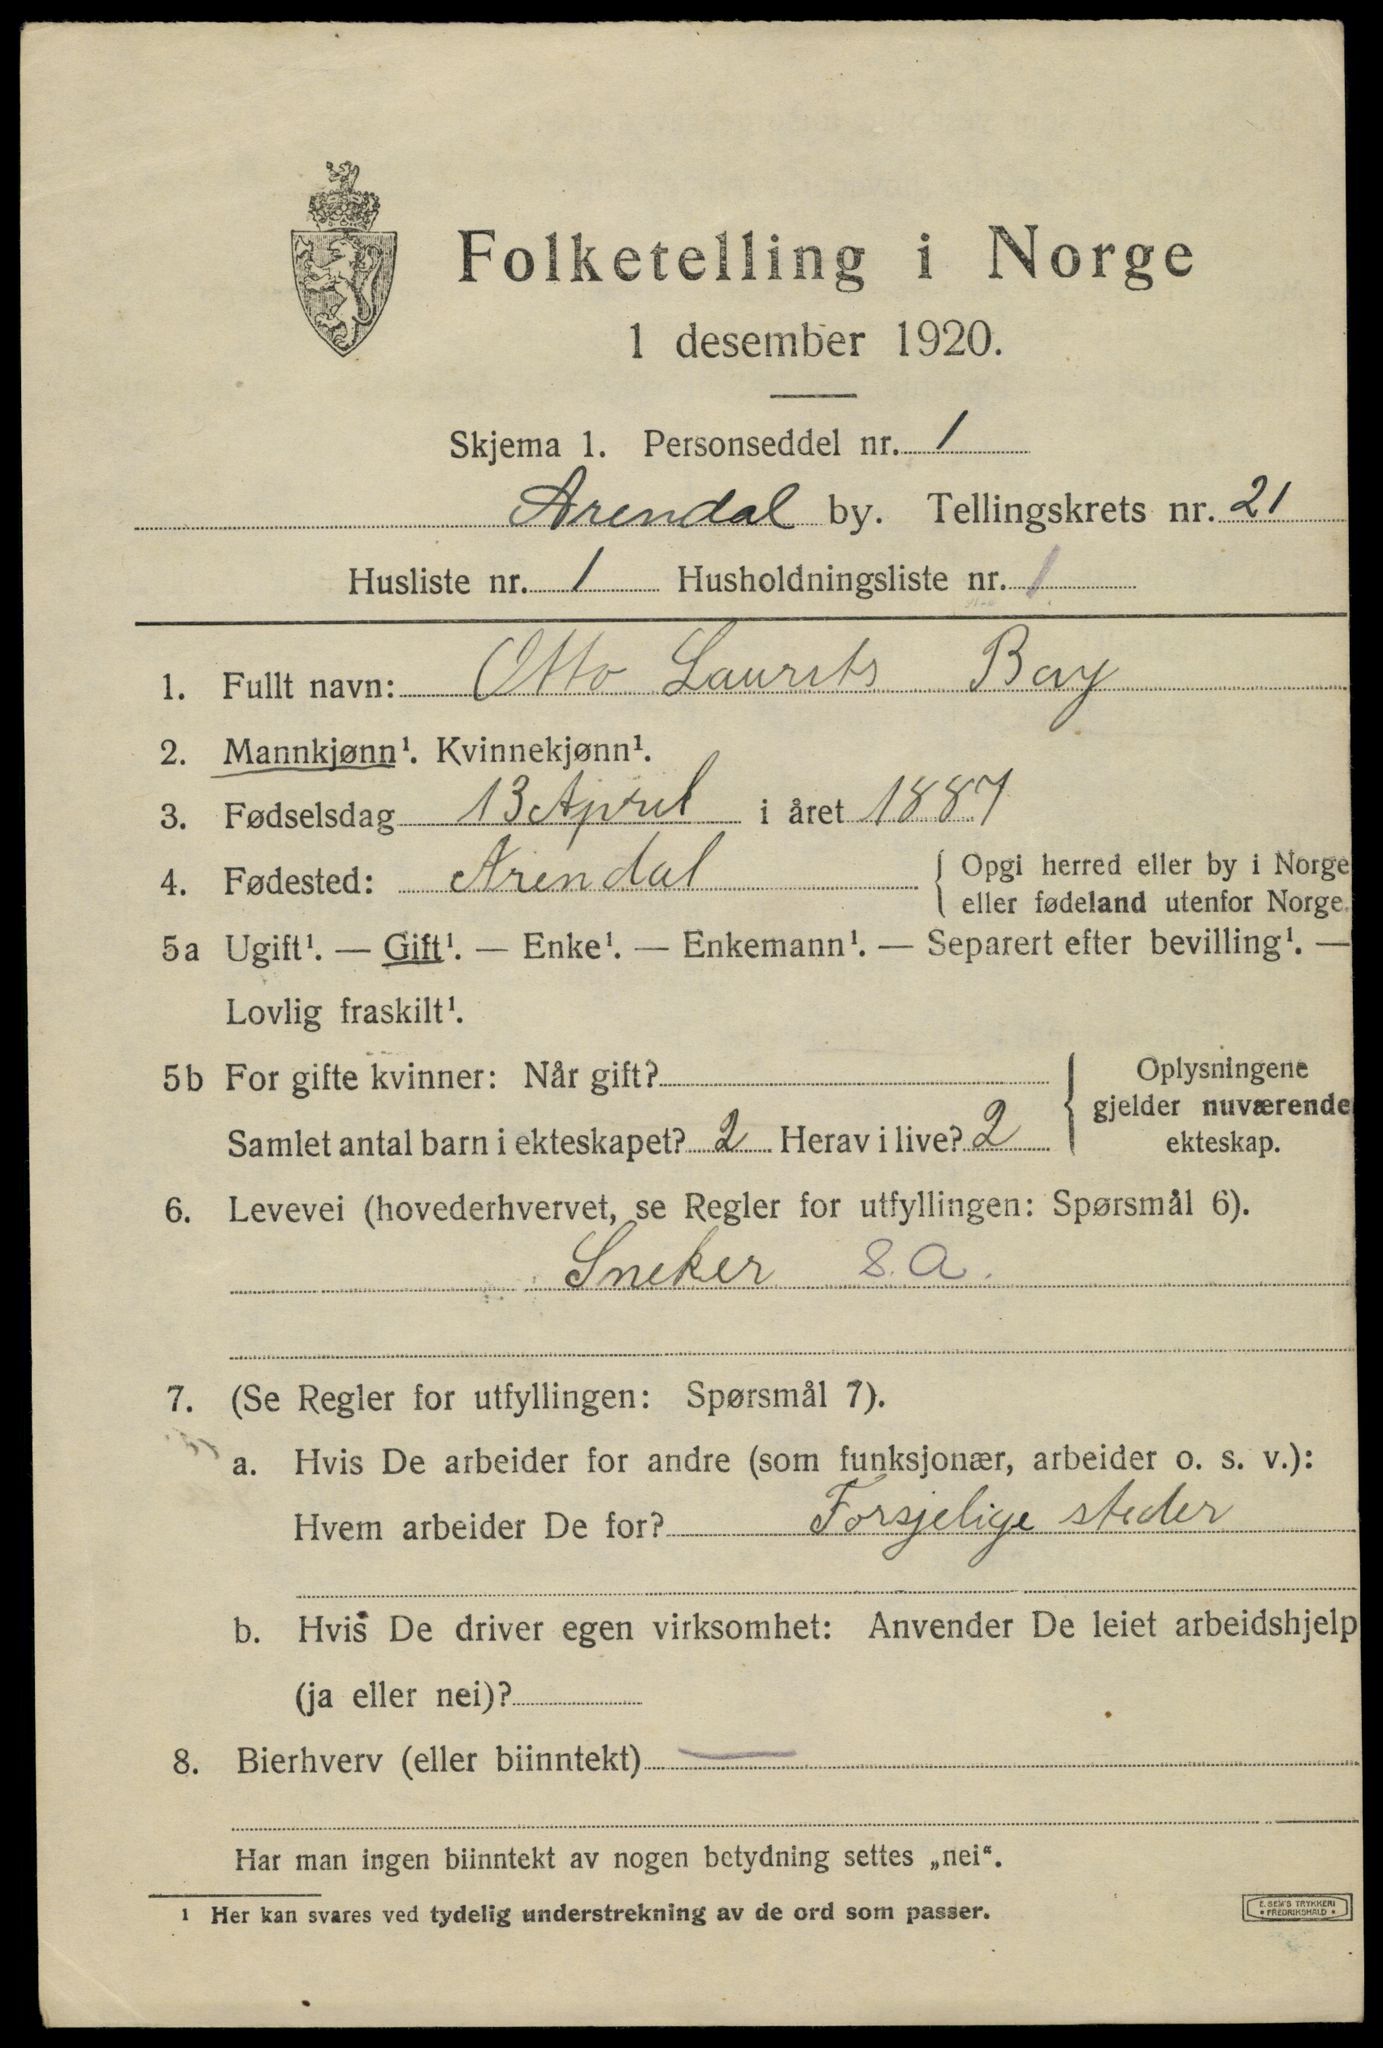 Folketelling i Norge
1 desember 1920.
Skjema 1. Personseddel nr. 1
Arendal by. Tellingskrets nr. 21
Husliste nr. 1 Husholdningsliste nr. 1
1. Fullt navn: Otto Laurits Bay
2. Mannkjønn¹. Kvinnekjønn¹.
3. Fødselsdag 13 April i året 1887
4. Fødested: Arendal { Opgi herred eller by i Norge
eller fødeland utenfor Norge.
5a Ugift¹. — Gift¹. — Enke¹. — Enkemann¹. — Separert efter bevilling¹. —
Lovlig fraskilt¹.
5b For gifte kvinner: Når gift?
Samlet antal barn i ekteskapet? 2 Herav i live? 2
Oplysningene
gjelder nuværende
ekteskap.
6. Levevei (hovederhvervet, se Regler for utfyllingen: Spørsmål 6).
Sneker S.A.
7. (Se Regler for utfyllingen: Spørsmål 7).
a. Hvis De arbeider for andre (som funksjonær, arbeider o. s. v.):
Hvem arbeider De for? Forsjelige steder
b. Hvis De driver egen virksomhet: Anvender De leiet arbeidshjelp
(ja eller nei)?
8. Bierhverv (eller biinntekt) —
Har man ingen biinntekt av nogen betydning settes „nei“.
¹ Her kan svares ved tydelig understrekning av de ord som passer.
E. SEM'S TRYKKERI
• FREDRIKSHALD •